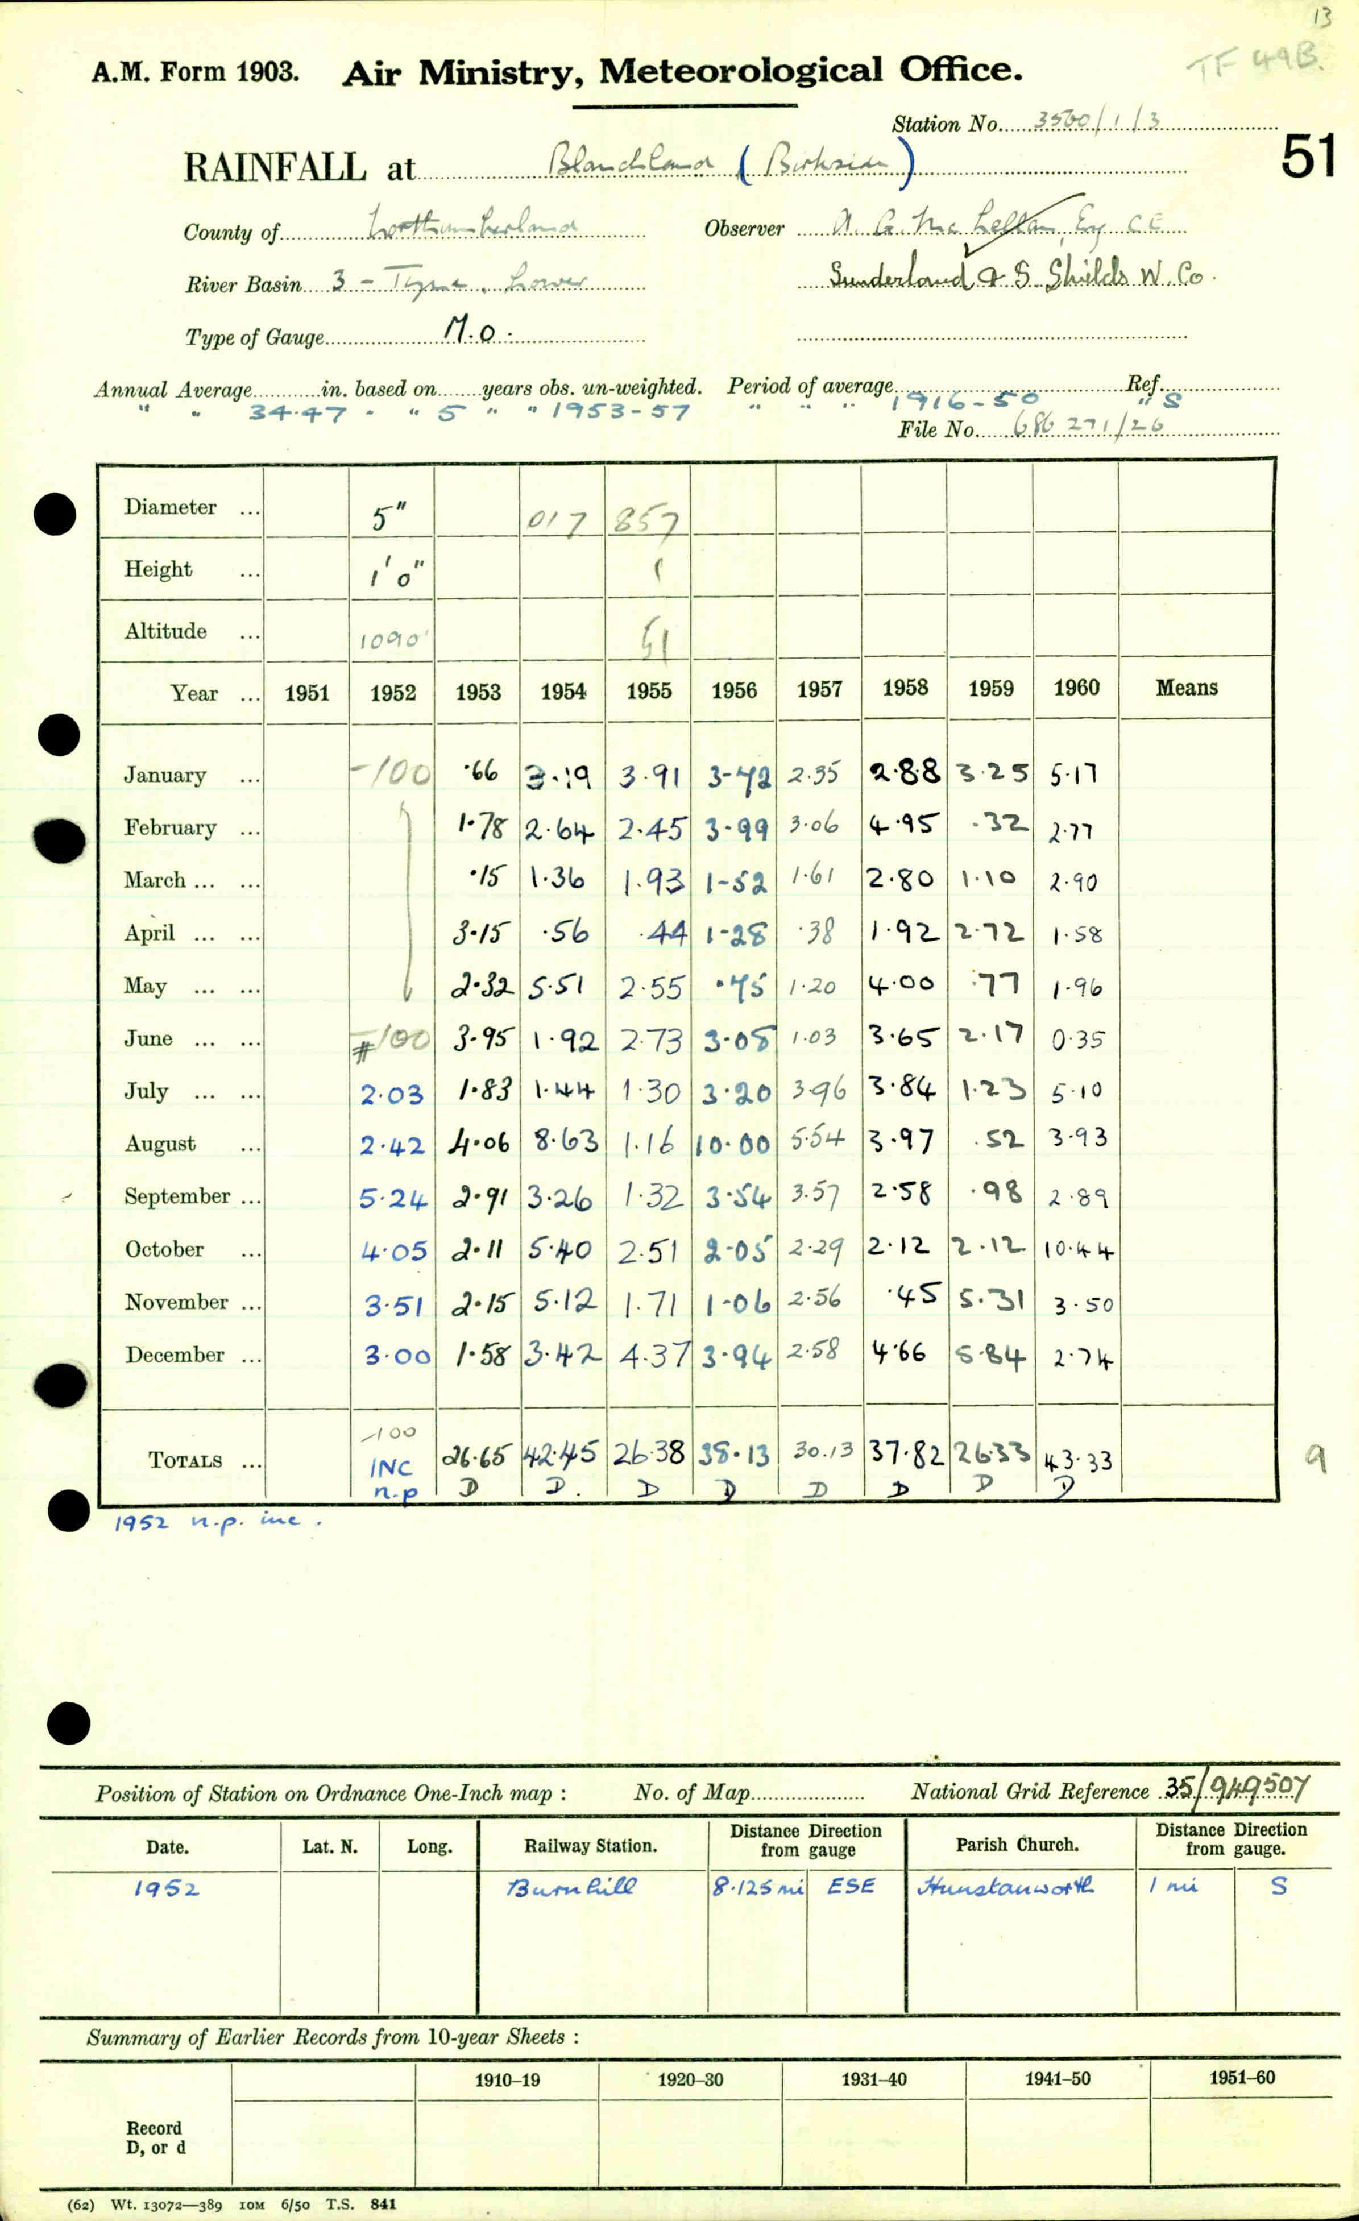 13
TF 49B.
A.M. Form 1903. Air Ministry, Meteorological Office.
Station No. 3560/1/3
51
RAINFALL at Blanchland (Birkside)
County of Northumberland Observer A. G. McLellan, Esq CE
River Basin 3 - Tyne, Lower Sunderland & S. Shields W. Co.
Type of Gauge M.O.
Annual Average in. based on years obs. un-weighted. Period of average Ref.
" " 34.47 " " 5 " " 1953-57 " " " 1916-50 " S
File No. 686271/26
Diameter ... 5" 017 857
Height ... 1'0" 1
Altitude ... 1090' 51
Year ... 1951 1952 1953 1954 1955 1956 1957 1958 1959 1960 Means
January ... -100 .66 3.19 3.91 3.42 2.35 2.88 3.25 5.17
February ... 1.78 2.64 2.45 3.99 3.06 4.95 .32 2.77
March ... ... .15 1.36 1.93 1.52 1.61 2.80 1.10 2.90
April ... ... 3.15 .56 .44 1.28 .38 1.92 2.72 1.58
May ... ... 2.32 5.51 2.55 .75 1.20 4.00 .77 1.96
June ... ... # -100 3.95 1.92 2.73 3.05 1.03 3.65 2.17 0.35
July ... ... 2.03 1.83 1.44 1.30 3.20 3.96 3.84 1.23 5.10
August ... 2.42 4.06 8.63 1.16 10.00 5.54 3.97 .52 3.93
September ... 5.24 2.91 3.26 1.32 3.54 3.57 2.58 .98 2.89
October ... 4.05 2.11 5.40 2.51 2.05 2.29 2.12 2.12 10.44
November ... 3.51 2.15 5.12 1.71 1.06 2.56 .45 5.31 3.50
December ... 3.00 1.58 3.42 4.37 3.94 2.58 4.66 5.84 2.74
-100
TOTALS ... INC 26.65 42.45 26.38 38.13 30.13 37.82 26.33 43.33 9
n.p D D. D D D D D D
1952 n.p. inc.
Position of Station on Ordnance One-Inch map : No. of Map National Grid Reference 35/949507
Date. Lat. N. Long. Railway Station. Distance Direction from gauge Parish Church. Distance Direction from gauge.
1952 Burnhill 8.125 mi ESE Hunstanworth 1 mi S
Summary of Earlier Records from 10-year Sheets :
1910–19 1920–30 1931–40 1941–50 1951–60
Record
D, or d
(62) Wt. 13072—389 10M 6/50 T.S. 841